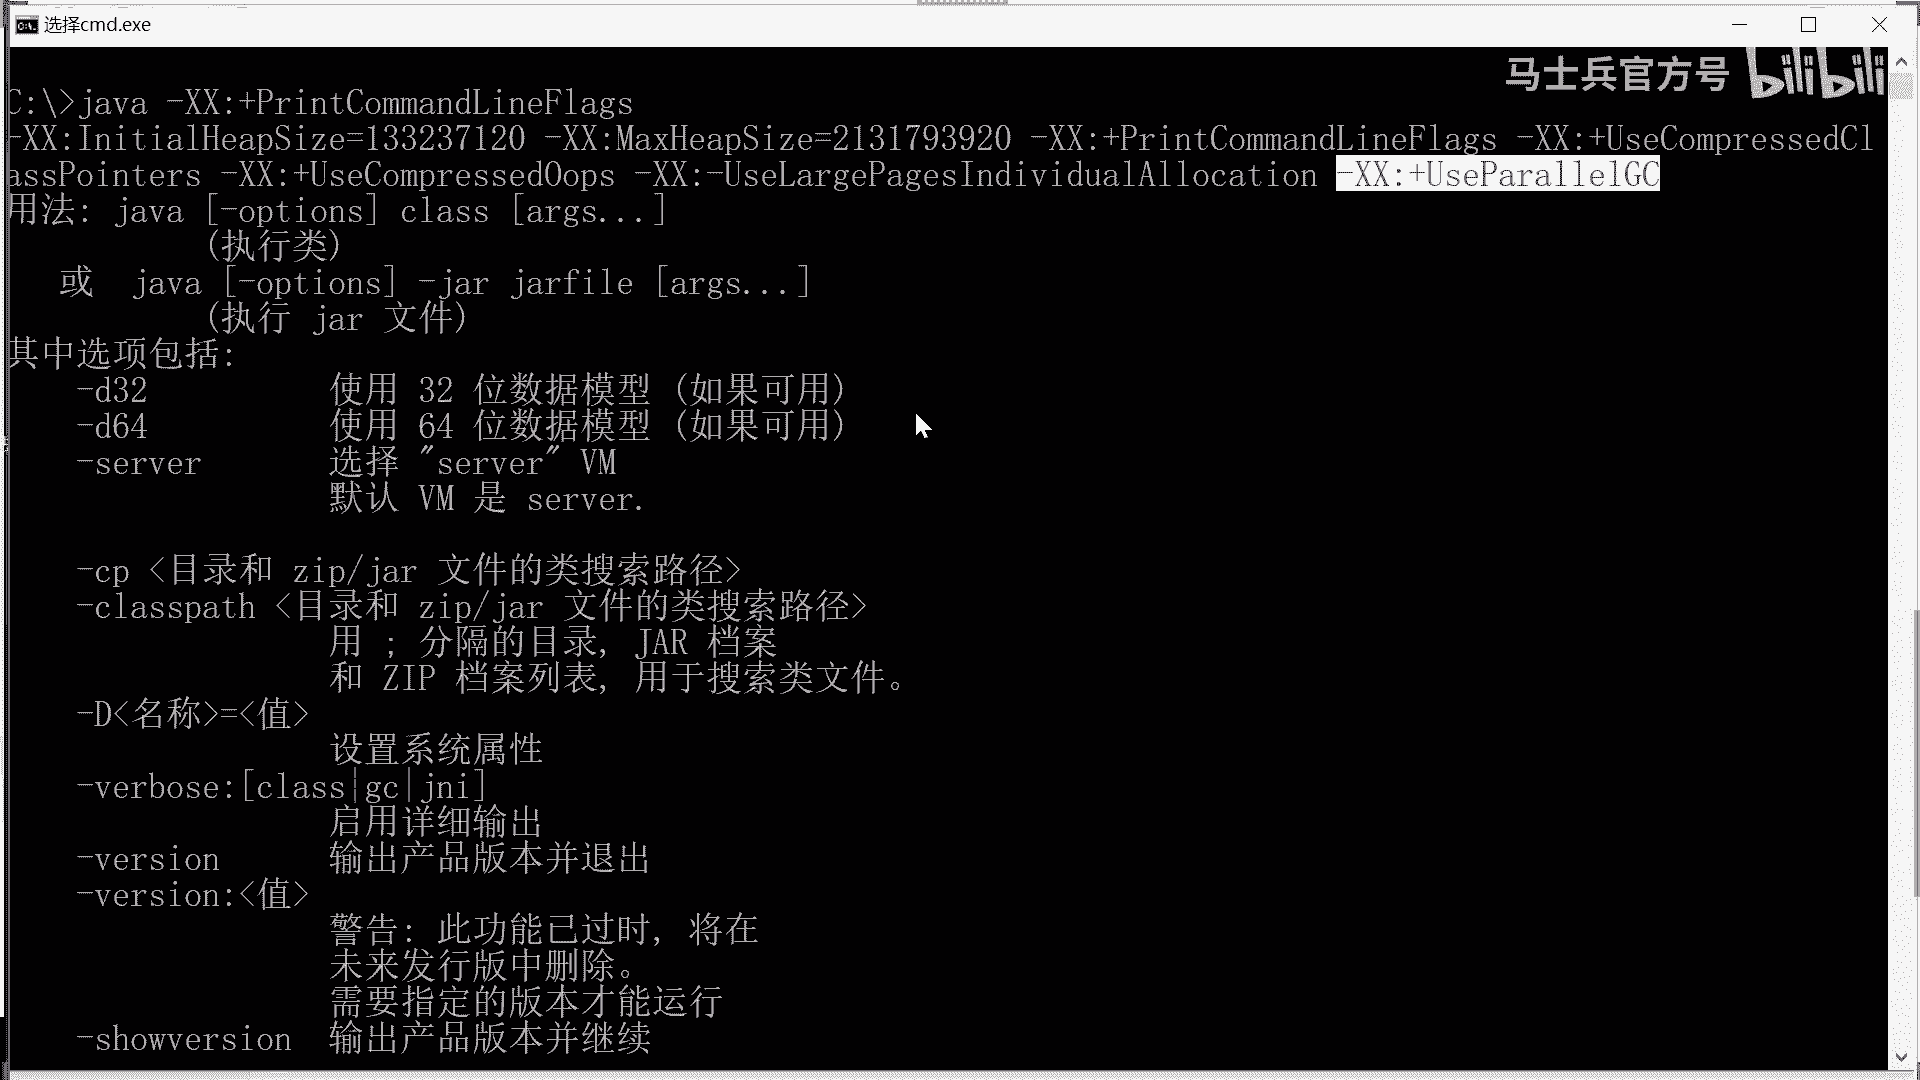 选择cmd.exe
马士兵官方号 bilibili
C:\>java -XX:+PrintCommandLineFlags
-XX:InitialHeapSize=133237120 -XX:MaxHeapSize=2131793920 -XX:+PrintCommandLineFlags -XX:+UseCompressedCl
assPointers -XX:+UseCompressedOops -XX:-UseLargePagesIndividualAllocation -XX:+UseParallelGC
用法: java [-options] class [args...]
(执行类)
或 java [-options] -jar jarfile [args...]
(执行 jar 文件)
其中选项包括:
-d32 使用 32 位数据模型 (如果可用)
-d64 使用 64 位数据模型 (如果可用)
-server 选择 "server" VM
默认 VM 是 server.
-cp <目录和 zip/jar 文件的类搜索路径>
-classpath <目录和 zip/jar 文件的类搜索路径>
用 ; 分隔的目录, JAR 档案
和 ZIP 档案列表, 用于搜索类文件。
-D<名称>=<值>
设置系统属性
-verbose:[class|gc|jni]
启用详细输出
-version 输出产品版本并退出
-version:<值>
警告: 此功能已过时, 将在
未来发行版中删除。
需要指定的版本才能运行
-showversion 输出产品版本并继续